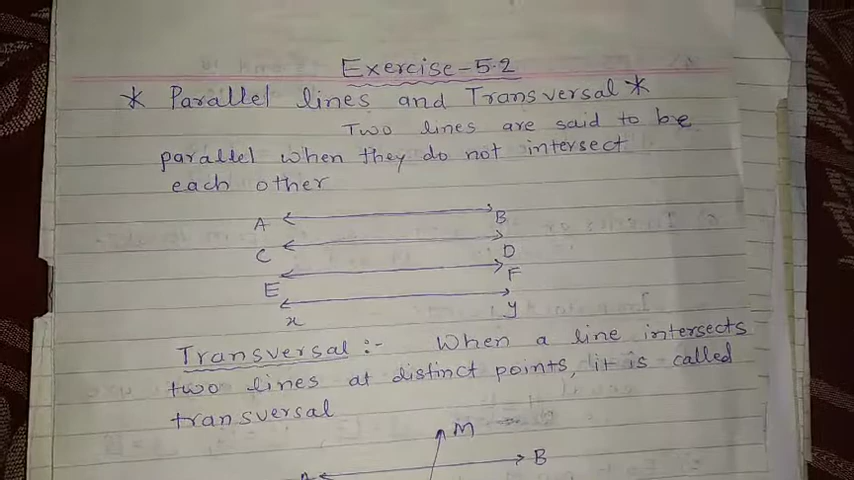 Exercise-5.2
* Parallel lines and Transversal *
Two lines are said to be
parallel when they do not intersect
each other
A B
C D
E F
x y
Transversal :- When a line intersects
two lines at distinct points, it is called
transversal
M
A B